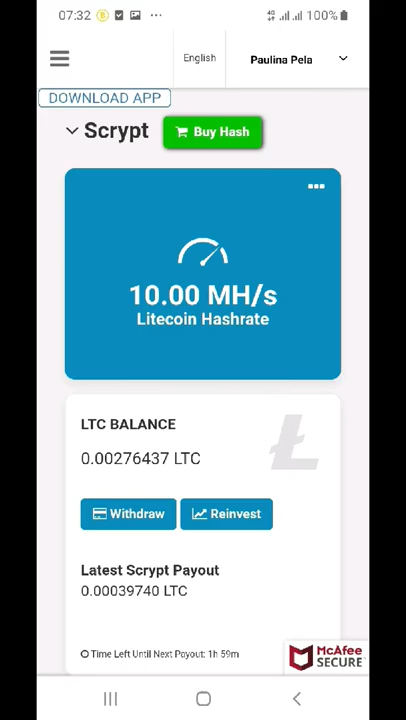 07:32 B ... 4G 100%
English
Paulina Pela
DOWNLOAD APP
Scrypt
Buy Hash
10.00 MH/s
Litecoin Hashrate
LTC BALANCE
0.00276437 LTC
Withdraw
Reinvest
Latest Scrypt Payout
0.00039740 LTC
Time Left Until Next Payout: 1h 59m
McAfee
SECURE